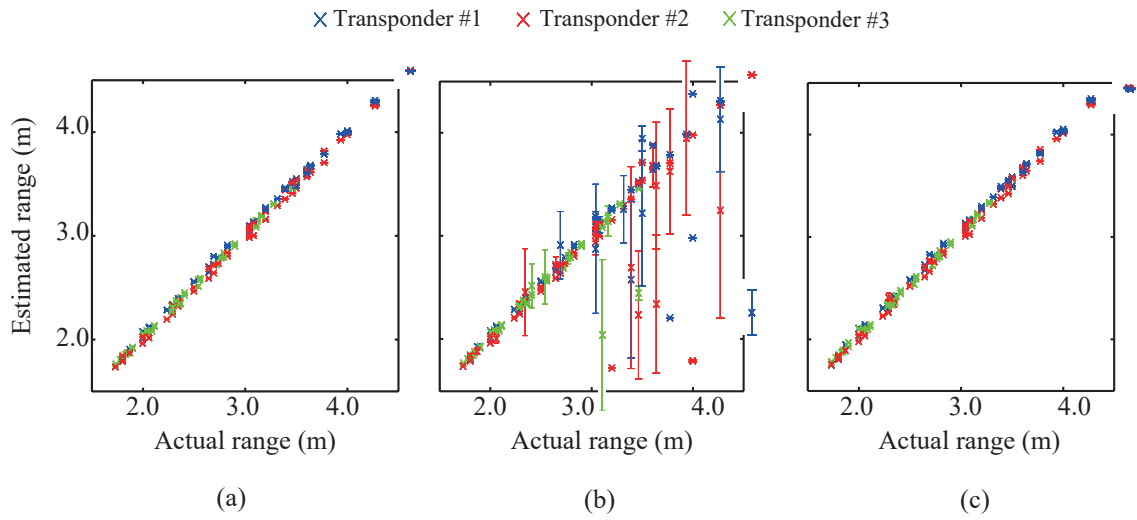 Transponder #1 Transponder #2 Transponder #3
Estimated range (m)
4.0
3.0
2.0
2.0 3.0 4.0 2.0 3.0 4.0 2.0 3.0 4.0
Actual range (m) Actual range (m) Actual range (m)
(a) (b) (c)